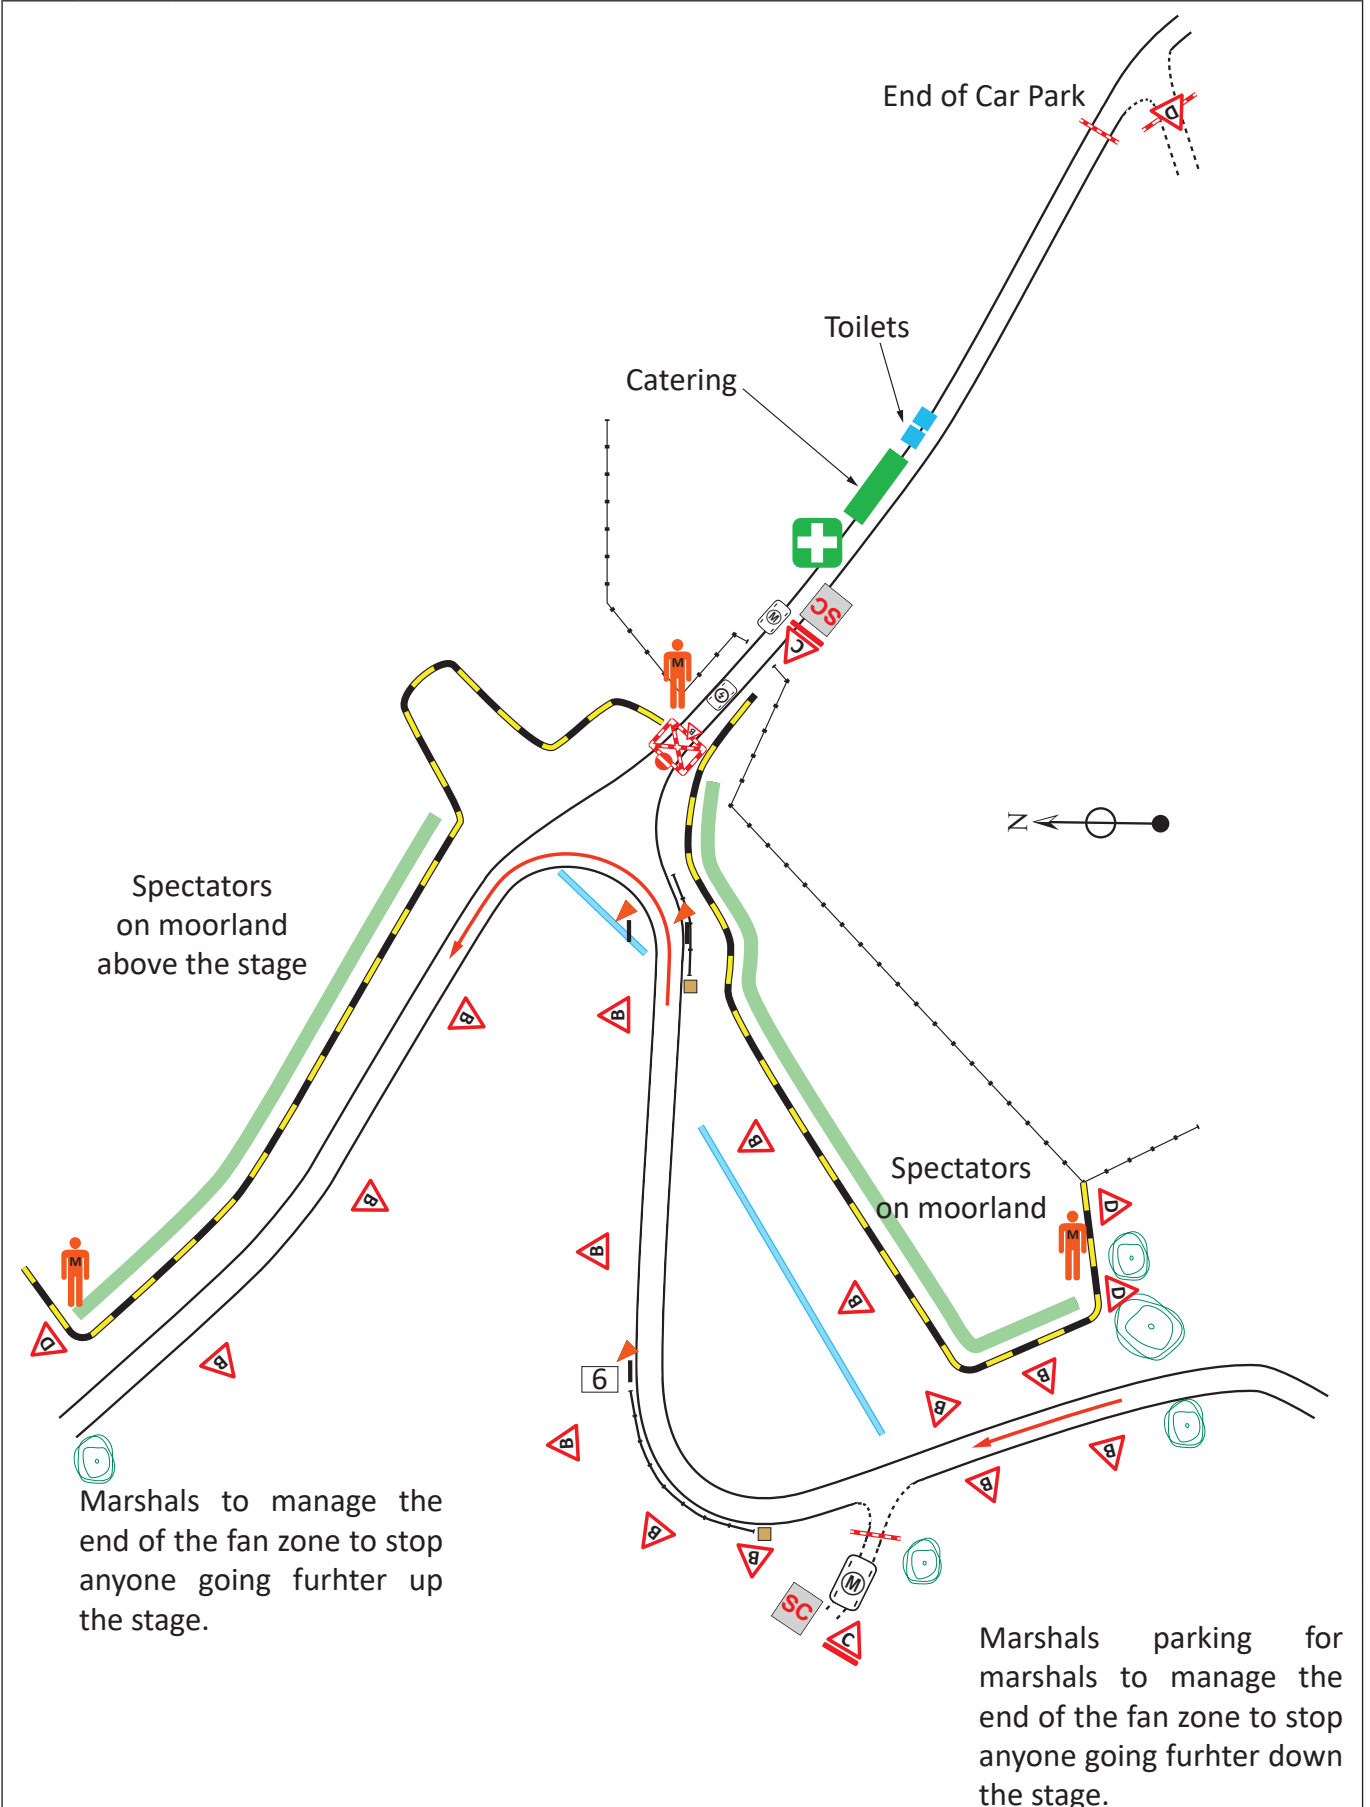 End of Car Park
D
Toilets
Catering
SC
M
C
M
B
N
Spectators
on moorland
above the stage
B
B
B
Spectators
on moorland
B
D
M
M
B
D
B
D
B
6
B
B
B
B
B
B
B
B
M
SC
C
Marshals to manage the
end of the fan zone to stop
anyone going furhter up
the stage.
Marshals parking for
marshals to manage the
end of the fan zone to stop
anyone going furhter down
the stage.